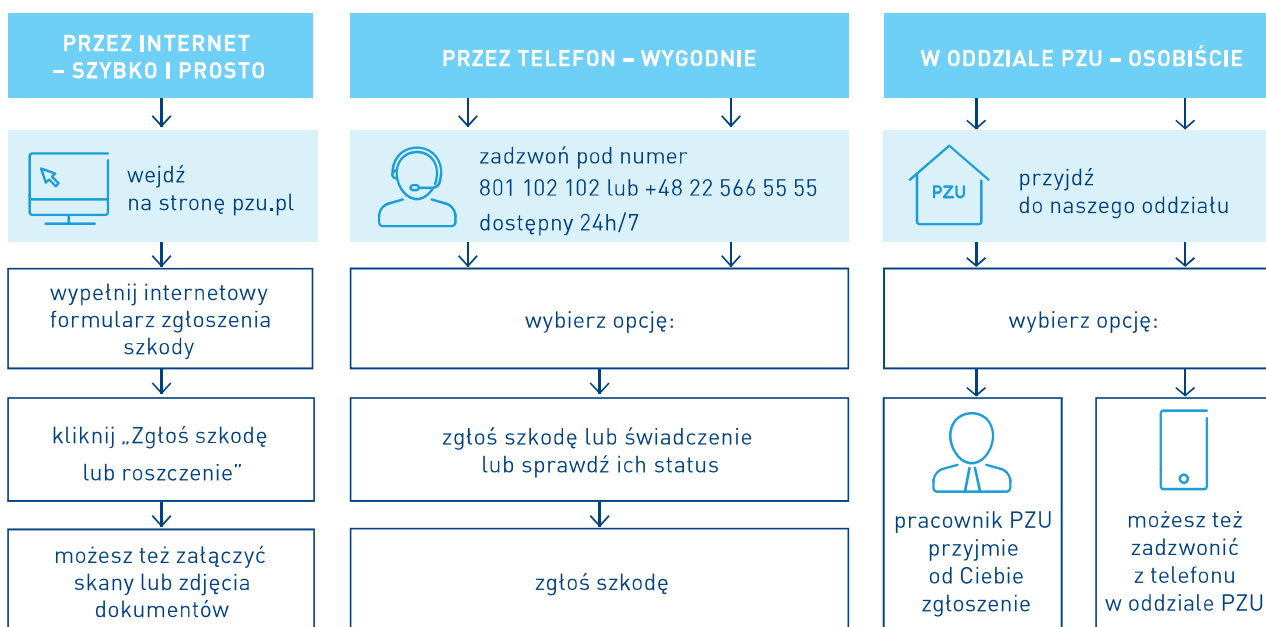 PRZEZ INTERNET
– SZYBKO I PROSTO
wejdź
na stronę pzu.pl
wypełnij internetowy
formularz zgłoszenia
szkody
kliknij „Zgłoś szkodę
lub roszczenie”
możesz też załączyć
skany lub zdjęcia
dokumentów
PRZEZ TELEFON – WYGODNIE
zadzwoń pod numer
801 102 102 lub +48 22 566 55 55
dostępny 24h/7
wybierz opcję:
zgłoś szkodę lub świadczenie
lub sprawdź ich status
zgłoś szkodę
W ODDZIALE PZU – OSOBIŚCIE
PZU
przyjdź
do naszego oddziału
wybierz opcję:
pracownik PZU
przyjmie
od Ciebie
zgłoszenie
możesz też
zadzwonić
z telefonu
w oddziale PZU